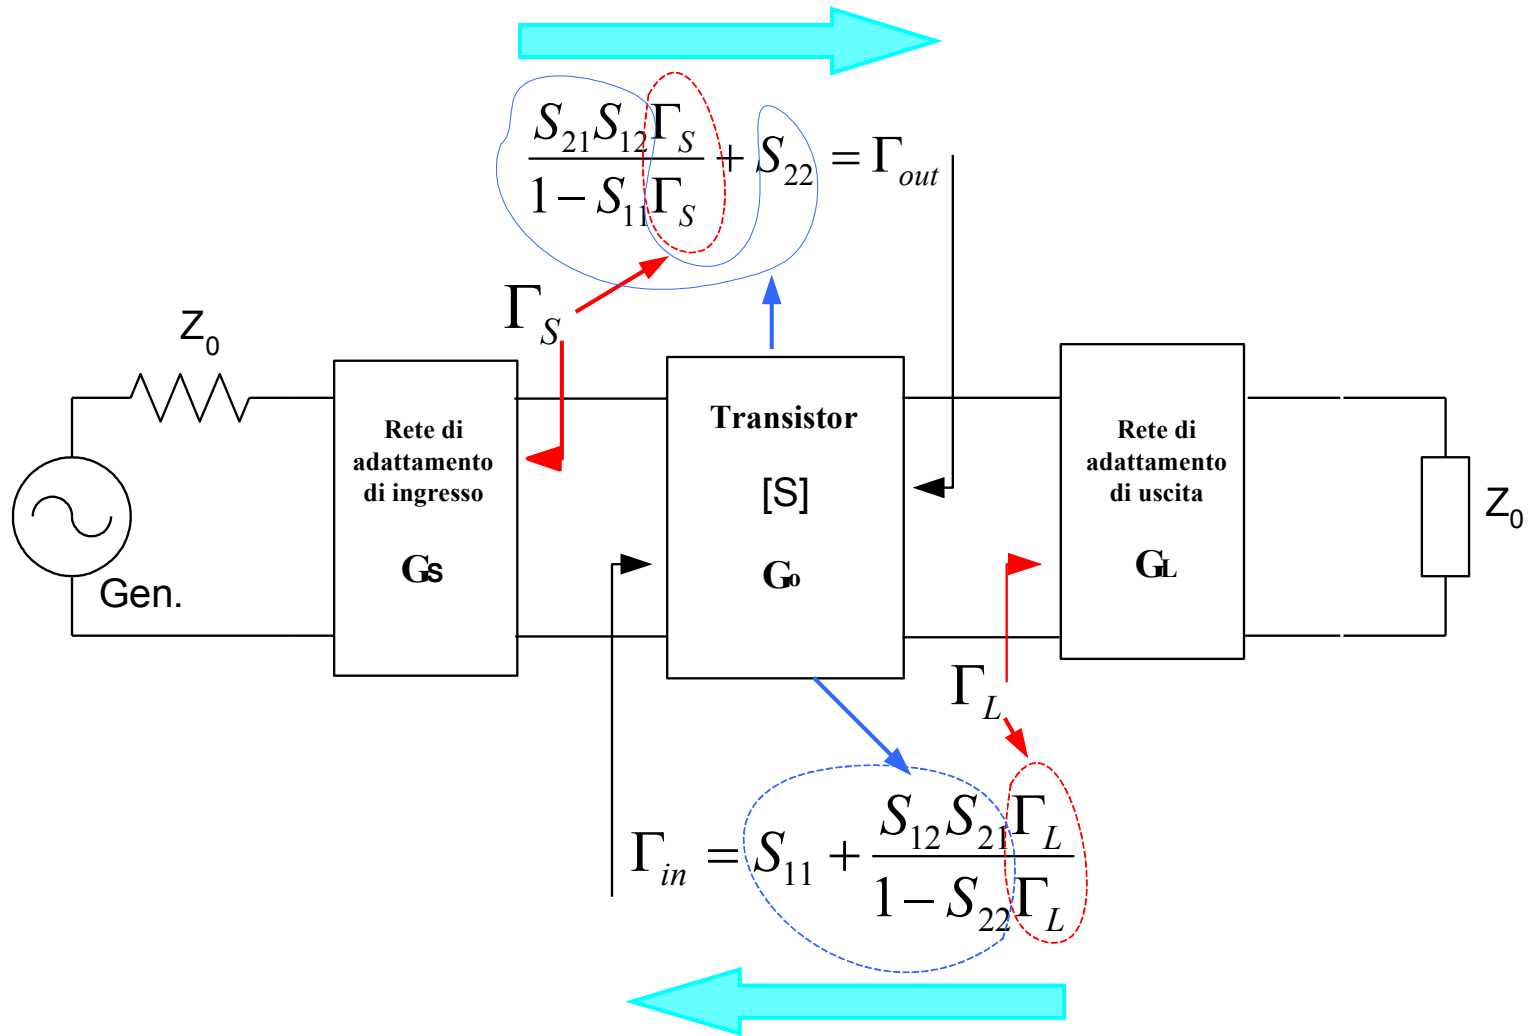 S21S12ΓS / 1 − S11ΓS + S22 = Γout
ΓS
Z0
Gen.
Rete di
adattamento
di ingresso
GS
Transistor
[S]
Go
Rete di
adattamento
di uscita
GL
Z0
ΓL
Γin = S11 + S12S21ΓL / 1 − S22ΓL